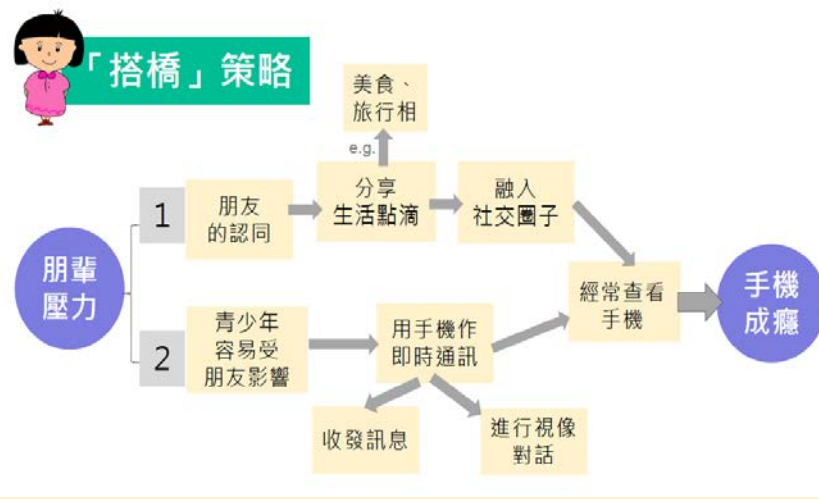 「搭橋」策略
美食、
旅行相
e.g.
1
朋友
的認同
分享
生活點滴
融入
社交圈子
朋輩
壓力
經常查看
手機
手機
成癮
2
青少年
容易受
朋友影響
用手機作
即時通訊
收發訊息
進行視像
對話